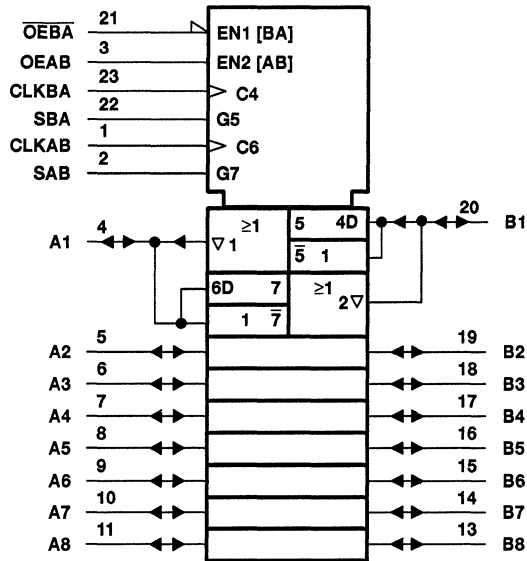 OEBA 21 EN1 [BA]
OEAB 3 EN2 [AB]
CLKBA 23 C4
SBA 22 G5
CLKAB 1 C6
SAB 2 G7
A1 4 ≥1 ▽ 1 5 4D 20 B1
5̅ 1
6D 7 ≥1
2 ▽
1 7̅
A2 5 19 B2
A3 6 18 B3
A4 7 17 B4
A5 8 16 B5
A6 9 15 B6
A7 10 14 B7
A8 11 13 B8